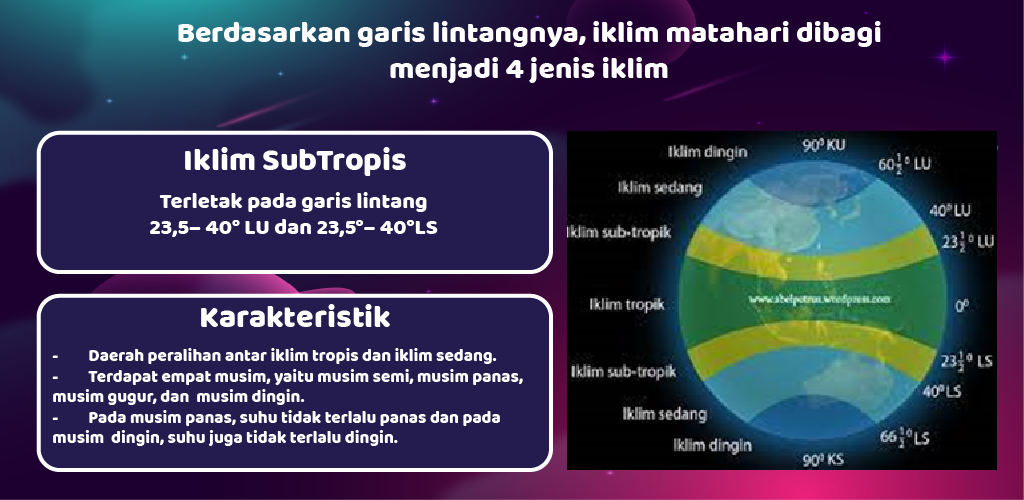 Berdasarkan garis lintangnya, iklim matahari dibagi
menjadi 4 jenis iklim
Iklim SubTropis
Terletak pada garis lintang
23,5– 40° LU dan 23,5°– 40°LS
Karakteristik
- Daerah peralihan antar iklim tropis dan iklim sedang.
- Terdapat empat musim, yaitu musim semi, musim panas,
musim gugur, dan musim dingin.
- Pada musim panas, suhu tidak terlalu panas dan pada
musim dingin, suhu juga tidak terlalu dingin.
90° KU
Iklim dingin
60 1/2° LU
Iklim sedang
40° LU
Iklim sub-tropik
23 1/2° LU
Iklim tropik
www.abelpetrus.wordpress.com
0°
23 1/2° LS
Iklim sub-tropik
40° LS
Iklim sedang
66 1/2° LS
Iklim dingin
90° KS